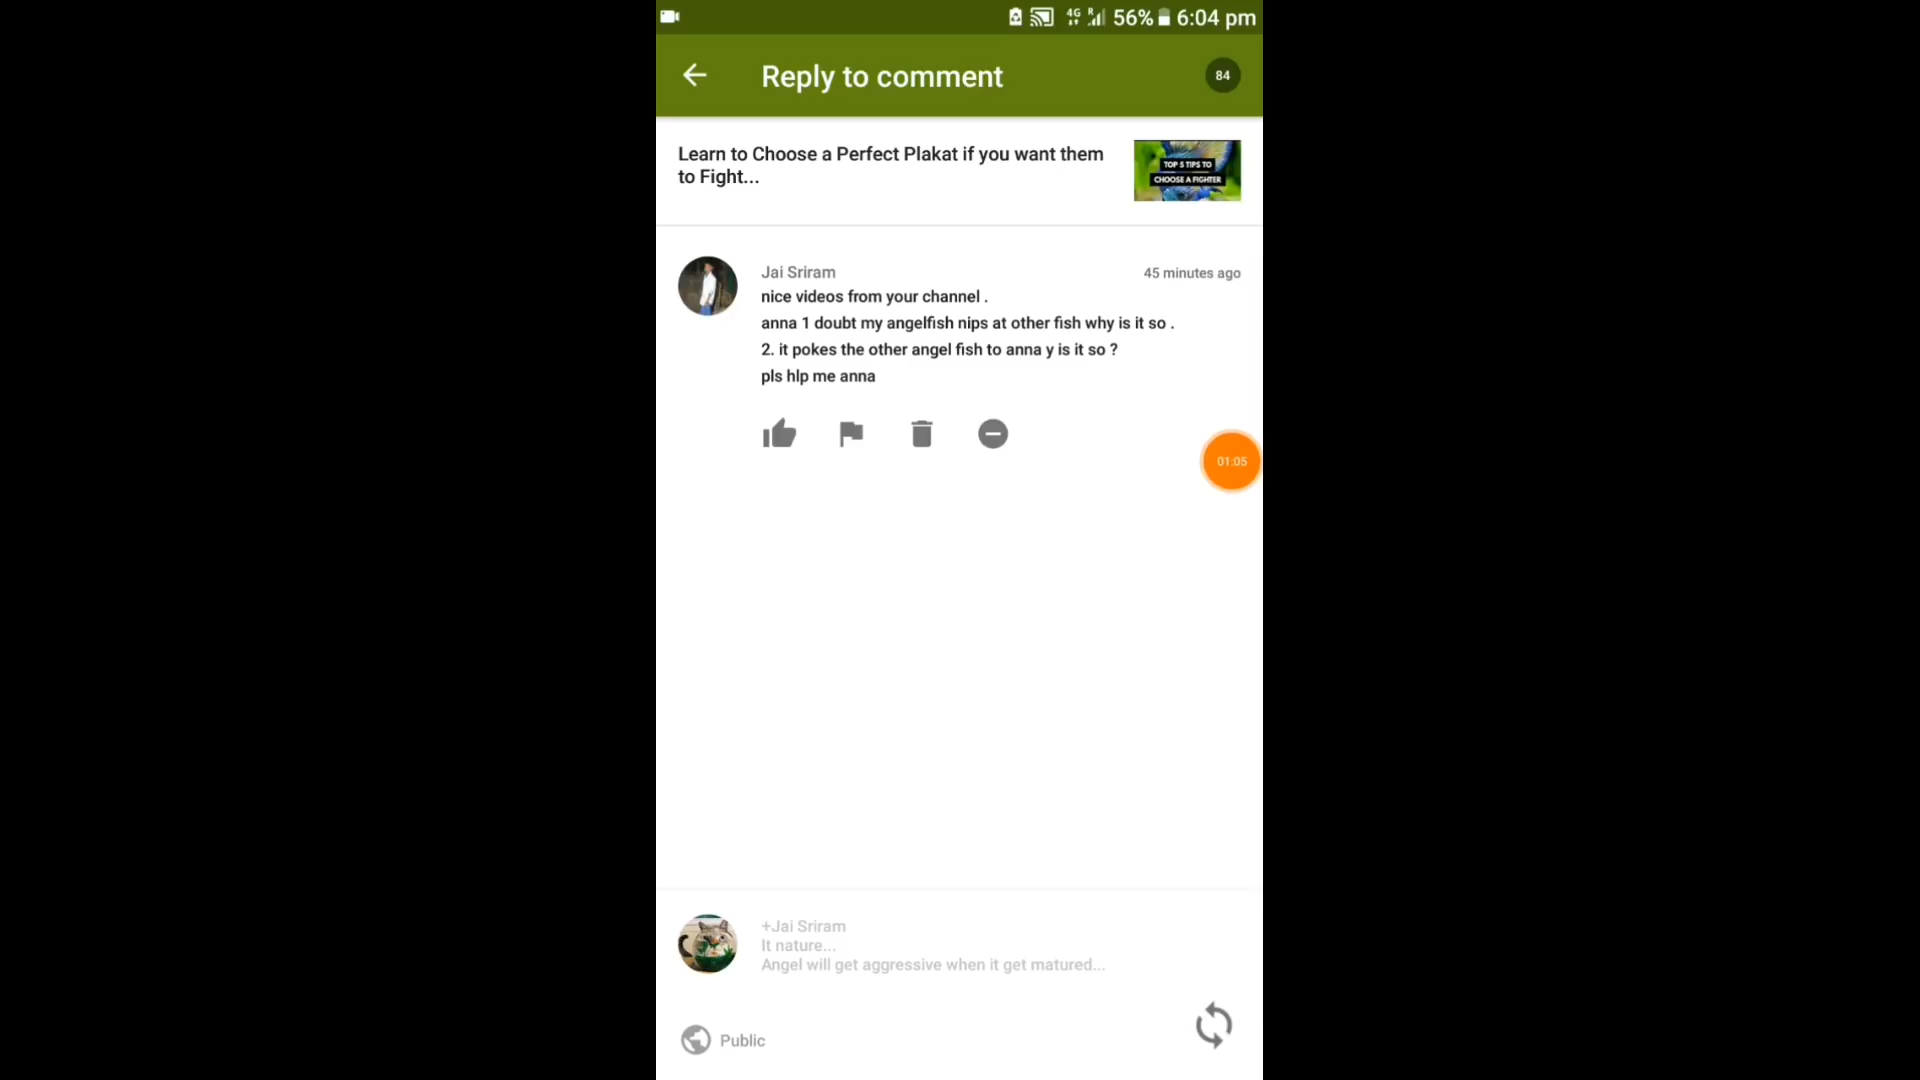 4G R 56% 6:04 pm
Reply to comment
84
Learn to Choose a Perfect Plakat if you want them
to Fight...
TOP 5 TIPS TO
CHOOSE A FIGHTER
Jai Sriram
45 minutes ago
nice videos from your channel .
anna 1 doubt my angelfish nips at other fish why is it so .
2. it pokes the other angel fish to anna y is it so ?
pls hlp me anna
01:05
+Jai Sriram
It nature...
Angel will get aggressive when it get matured...
Public